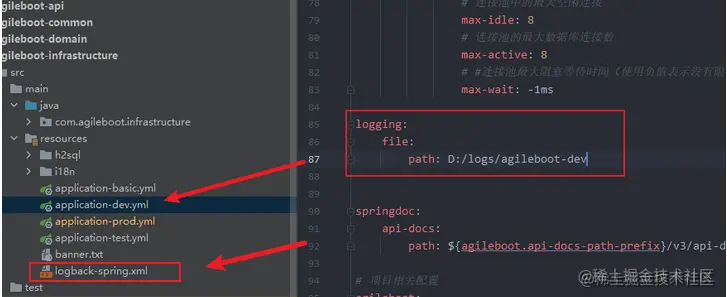 gileboot-api
gileboot-common
gileboot-domain
gileboot-infrastructure
src
main
java
com.agileboot.infrastructure
resources
h2sql
i18n
application-basic.yml
application-dev.yml
application-prod.yml
application-test.yml
banner.txt
logback-spring.xml
test
78 # 连接池中的最大空闲连接
79 max-idle: 8
80 # 连接池的最大数据库连接数
81 max-active: 8
82 # #连接池最大阻塞等待时间（使用负值表示没有限
83 max-wait: -1ms
84
85 logging:
86 file:
87 path: D:/logs/agileboot-dev
88
89
90 springdoc:
91 api-docs:
92 path: ${agileboot.api-docs-path-prefix}/v3/api-d
93
94 # 项目相关配置
@稀土掘金技术社区